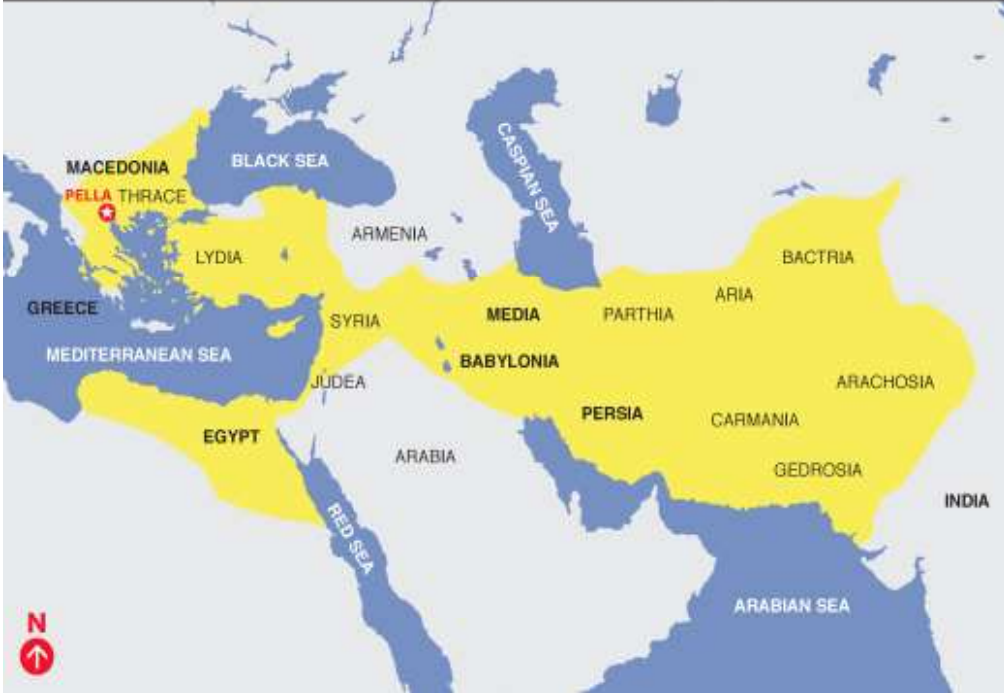 CASPIAN SEA
BLACK SEA
MACEDONIA
PELLA THRACE
ARMENIA
LYDIA
BACTRIA
ARIA
GREECE
SYRIA
MEDIA
PARTHIA
MEDITERRANEAN SEA
BABYLONIA
JUDEA
ARACHOSIA
PERSIA
CARMANIA
EGYPT
ARABIA
GEDROSIA
INDIA
RED SEA
ARABIAN SEA
N